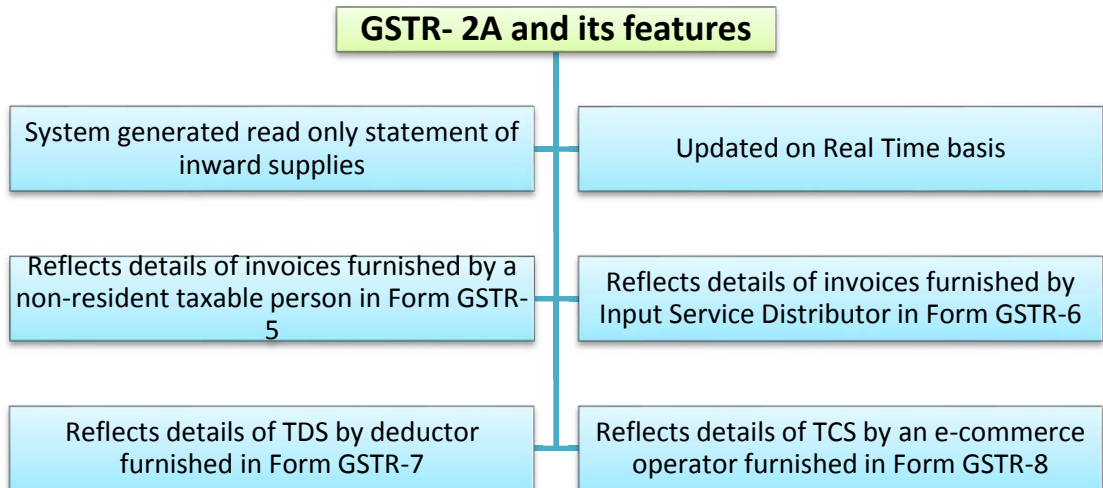 GSTR- 2A and its features
System generated read only statement of
inward supplies
Updated on Real Time basis
Reflects details of invoices furnished by a
non-resident taxable person in Form GSTR-
5
Reflects details of invoices furnished by
Input Service Distributor in Form GSTR-6
Reflects details of TDS by deductor
furnished in Form GSTR-7
Reflects details of TCS by an e-commerce
operator furnished in Form GSTR-8